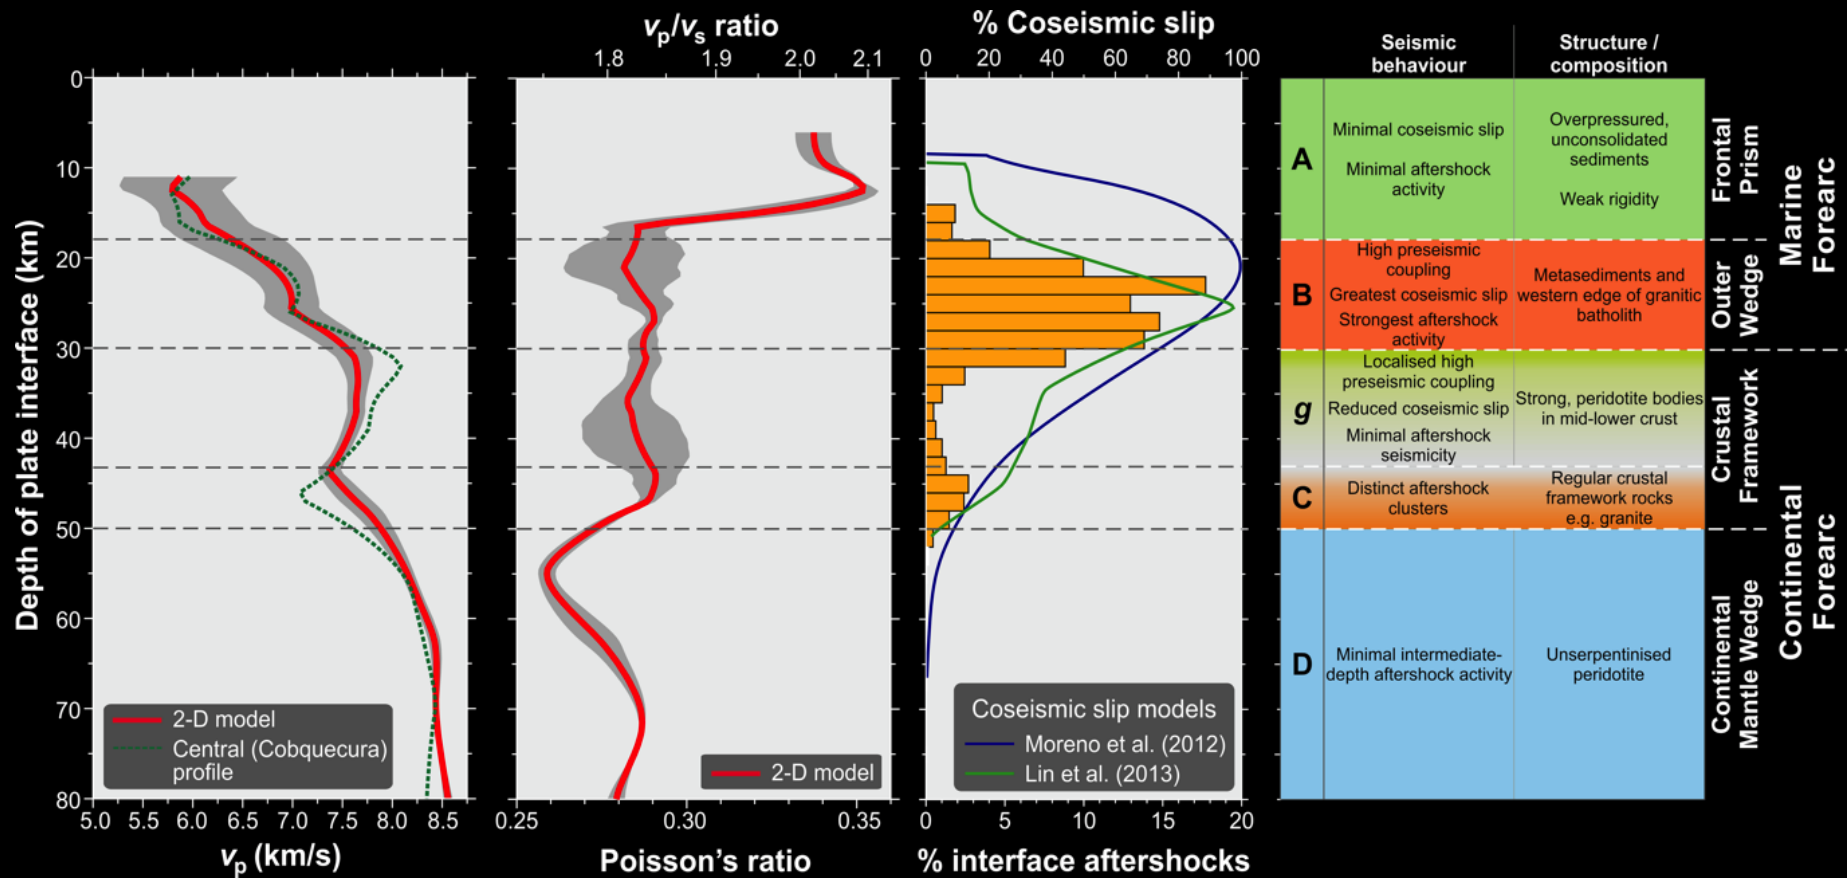 vp/vs ratio
% Coseismic slip
1.8 1.9 2.0 2.1
0 20 40 60 80 100
Seismic
behaviour
Structure /
composition
Depth of plate interface (km)
0
10
20
30
40
50
60
70
80
5.0 5.5 6.0 6.5 7.0 7.5 8.0 8.5
vp (km/s)
2-D model
Central (Cobquecura)
profile
0.25 0.30 0.35
Poisson's ratio
2-D model
Coseismic slip models
Moreno et al. (2012)
Lin et al. (2013)
0 5 10 15 20
% interface aftershocks
A
Minimal coseismic slip
Minimal aftershock
activity
Overpressured,
unconsolidated
sediments
Weak rigidity
Frontal
Prism
B
High preseismic
coupling
Greatest coseismic slip
Strongest aftershock
activity
Metasediments and
western edge of granitic
batholith
Outer
Wedge
Marine
Forearc
g
Localised high
preseismic coupling
Reduced coseismic slip
Minimal aftershock
seismicity
Strong, peridotite bodies
in mid-lower crust
Crustal
Framework
C
Distinct aftershock
clusters
Regular crustal
framework rocks
e.g. granite
D
Minimal intermediate-
depth aftershock activity
Unserpentinised
peridotite
Continental
Mantle Wedge
Continental
Forearc